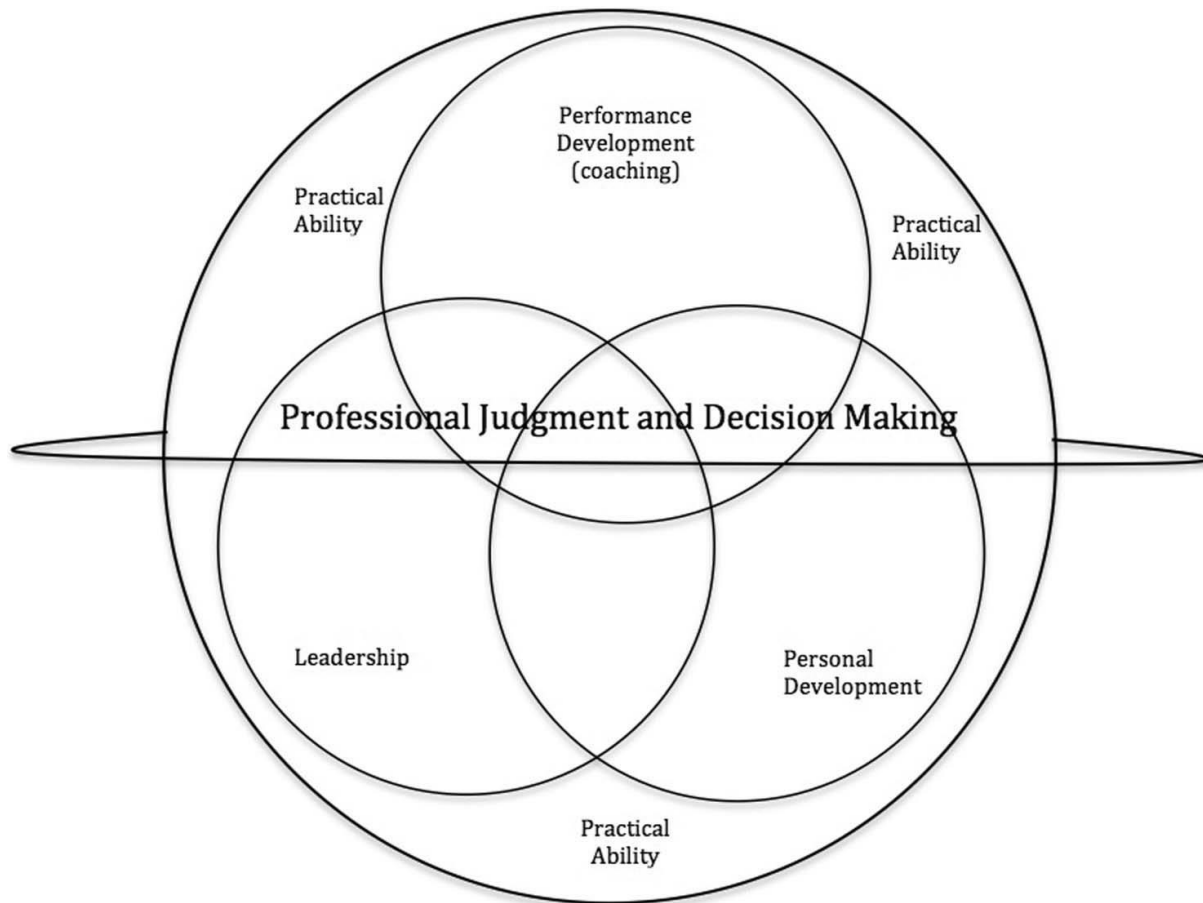 Performance
Development
(coaching)
Practical
Ability
Practical
Ability
Professional Judgment and Decision Making
Leadership
Personal
Development
Practical
Ability